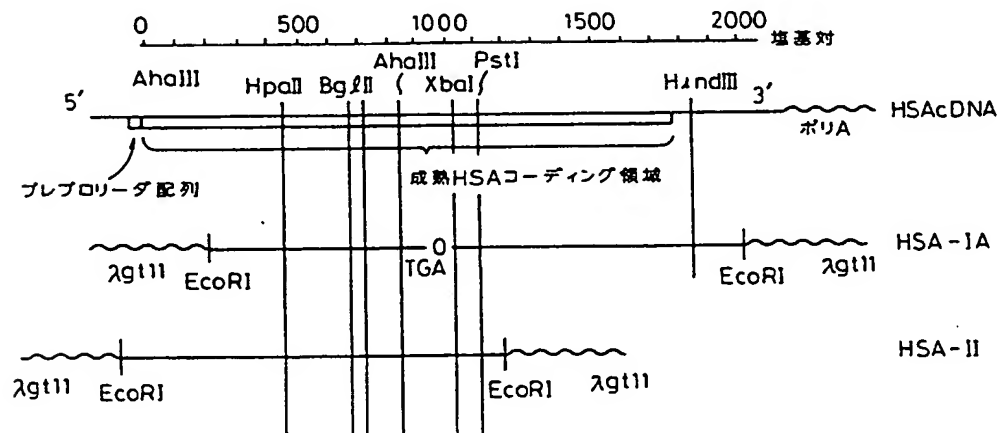 0 500 1000 1500 2000 塩基対
AhaIII PstI
AhaIII HpaII BglII XbaI HindIII
5′ 3′ HSAcDNA
ポリA
プレプロリーダ配列 成熟HSAコーディング領域
0 HSA-IA
λgt11 EcoRI TGA EcoRI λgt11
HSA-II
λgt11 EcoRI EcoRI λgt11